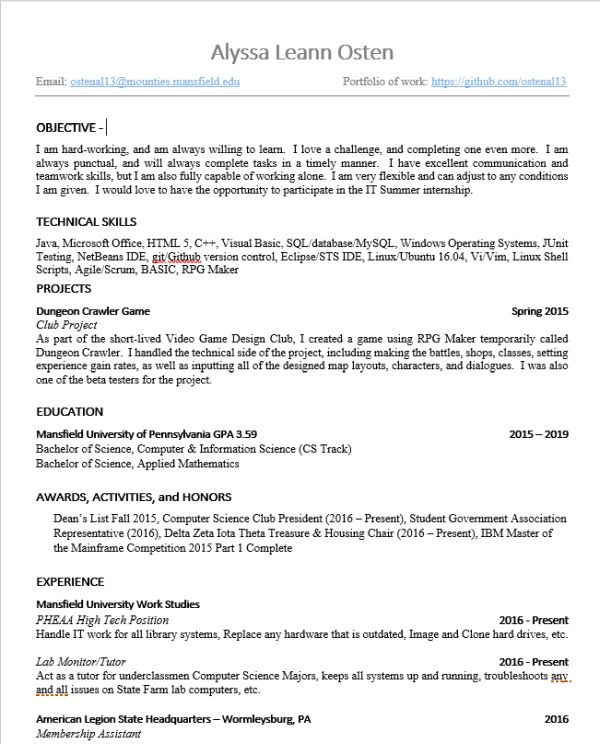 Alyssa Leann Osten
Email: ostenal13@mounties.mansfield.edu Portfolio of work: https://github.com/ostenal13
OBJECTIVE -
I am hard-working, and am always willing to learn. I love a challenge, and completing one even more. I am
always punctual, and will always complete tasks in a timely manner. I have excellent communication and
teamwork skills, but I am also fully capable of working alone. I am very flexible and can adjust to any conditions
I am given. I would love to have the opportunity to participate in the IT Summer internship.
TECHNICAL SKILLS
Java, Microsoft Office, HTML 5, C++, Visual Basic, SQL/database/MySQL, Windows Operating Systems, JUnit
Testing, NetBeans IDE, git/Github version control, Eclipse/STS IDE, Linux/Ubuntu 16.04, Vi/Vim, Linux Shell
Scripts, Agile/Scrum, BASIC, RPG Maker
PROJECTS
Dungeon Crawler Game Spring 2015
Club Project
As part of the short-lived Video Game Design Club, I created a game using RPG Maker temporarily called
Dungeon Crawler. I handled the technical side of the project, including making the battles, shops, classes, setting
experience gain rates, as well as inputting all of the designed map layouts, characters, and dialogues. I was also
one of the beta testers for the project.
EDUCATION
Mansfield University of Pennsylvania GPA 3.59 2015 – 2019
Bachelor of Science, Computer & Information Science (CS Track)
Bachelor of Science, Applied Mathematics
AWARDS, ACTIVITIES, and HONORS
Dean's List Fall 2015, Computer Science Club President (2016 – Present), Student Government Association
Representative (2016), Delta Zeta Iota Theta Treasure & Housing Chair (2016 – Present), IBM Master of
the Mainframe Competition 2015 Part 1 Complete
EXPERIENCE
Mansfield University Work Studies
PHEAA High Tech Position 2016 - Present
Handle IT work for all library systems, Replace any hardware that is outdated, Image and Clone hard drives, etc.
Lab Monitor/Tutor 2016 - Present
Act as a tutor for underclassmen Computer Science Majors, keeps all systems up and running, troubleshoots any
and all issues on State Farm lab computers, etc.
American Legion State Headquarters – Wormleysburg, PA 2016
Membership Assistant